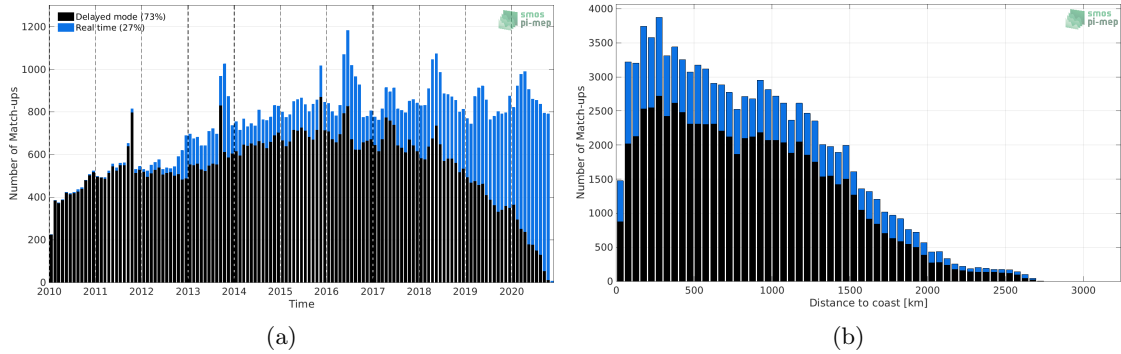 Delayed mode (73%)
Real time (27%)
smos
pi-mep
Number of Match-ups
1200
1000
800
600
400
200
0
2010 2011 2012 2013 2014 2015 2016 2017 2018 2019 2020
Time
(a)
smos
pi-mep
Number of Match-ups
4000
3500
3000
2500
2000
1500
1000
500
0
0 500 1000 1500 2000 2500 3000
Distance to coast [km]
(b)